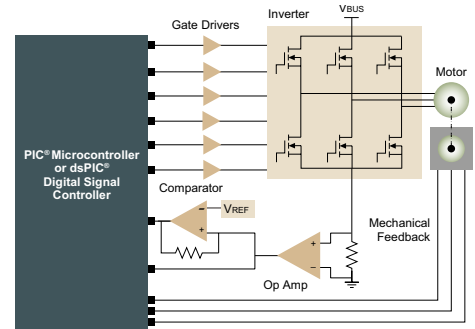 Gate Drivers
Inverter
VBUS
Motor
PIC® Microcontroller
or dsPIC®
Digital Signal
Controller
Comparator
– VREF
+
Mechanical
Feedback
+
–
Op Amp